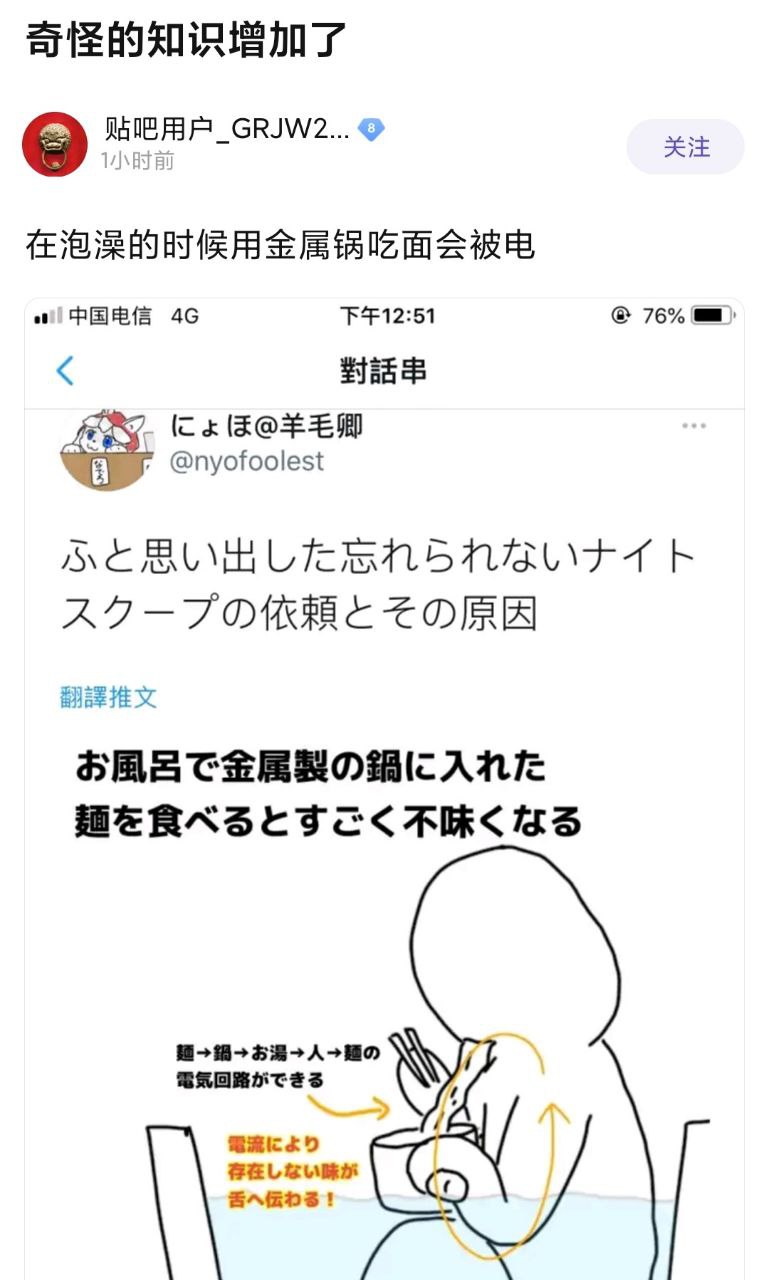 奇怪的知识增加了
贴吧用户_GRJW2... 8
1小时前
关注
在泡澡的时候用金属锅吃面会被电
中国电信 4G 下午12:51 76%
對話串
にょほ@羊毛卿
@nyofoolest
ふと思い出した忘れられないナイト
スクープの依頼とその原因
翻譯推文
お風呂で金属製の鍋に入れた
麺を食べるとすごく不味くなる
麺→鍋→お湯→人→麺の
電気回路ができる
電流により
存在しない味が
舌へ伝わる！